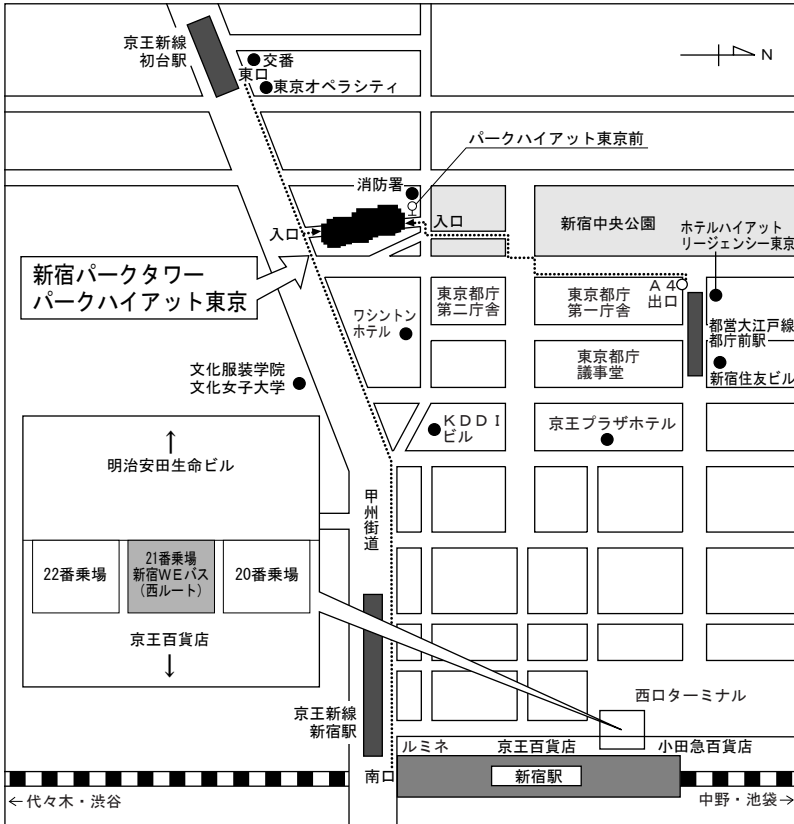 京王新線
初台駅
交番
東口
東京オペラシティ
N
パークハイアット東京前
消防署
入口
入口
新宿中央公園
ホテルハイアット
リージェンシー東京
新宿パークタワー
パークハイアット東京
A4
出口
東京都庁
第二庁舎
東京都庁
第一庁舎
ワシントン
ホテル
都営大江戸線
都庁前駅
東京都庁
議事堂
新宿住友ビル
文化服装学院
文化女子大学
KDDI
ビル
京王プラザホテル
↑
明治安田生命ビル
甲州街道
22番乗場
21番乗場
新宿WEバス
(西ルート)
20番乗場
京王百貨店
↓
西口ターミナル
京王新線
新宿駅
ルミネ
京王百貨店
小田急百貨店
南口
新宿駅
←代々木・渋谷
中野・池袋→